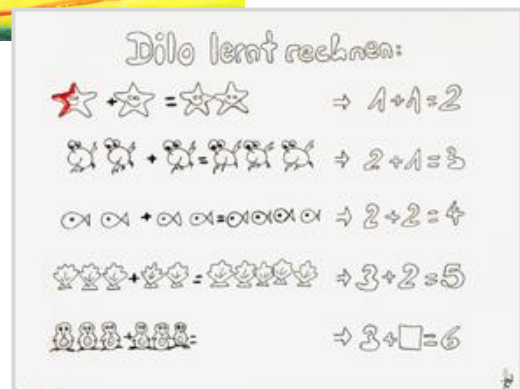 Dilo lernt rechnen:
+ = ⇒ 1+1=2
+ = ⇒ 2+1=3
+ = ⇒ 2+2=4
+ = ⇒ 3+2=5
+ = ⇒ 3+□=6